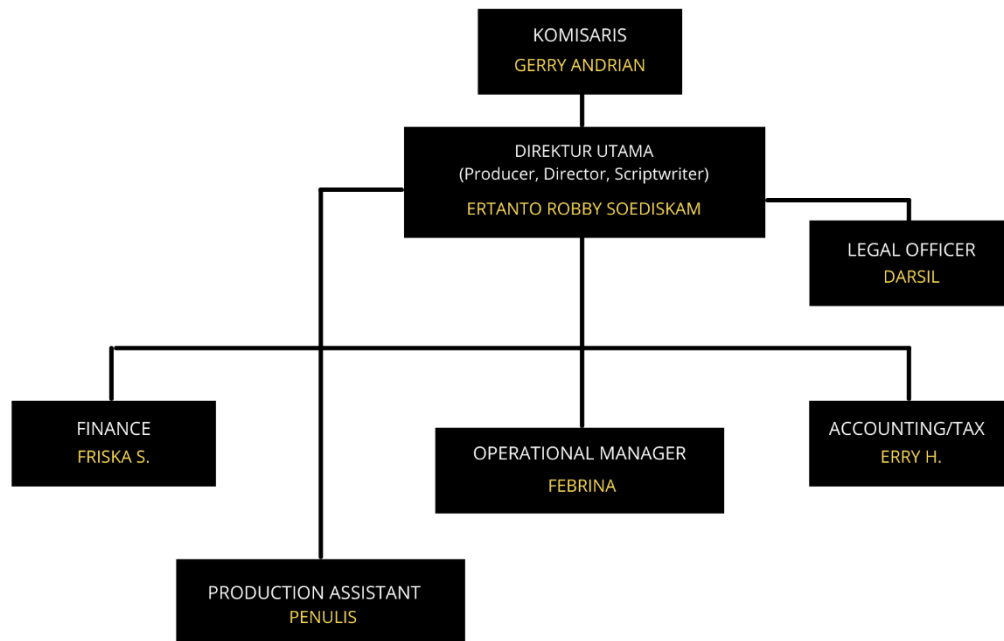 KOMISARIS
GERRY ANDRIAN
DIREKTUR UTAMA
(Producer, Director, Scriptwriter)
ERTANTO ROBBY SOEDISKAM
LEGAL OFFICER
DARSIL
FINANCE
FRISKA S.
OPERATIONAL MANAGER
FEBRINA
ACCOUNTING/TAX
ERRY H.
PRODUCTION ASSISTANT
PENULIS